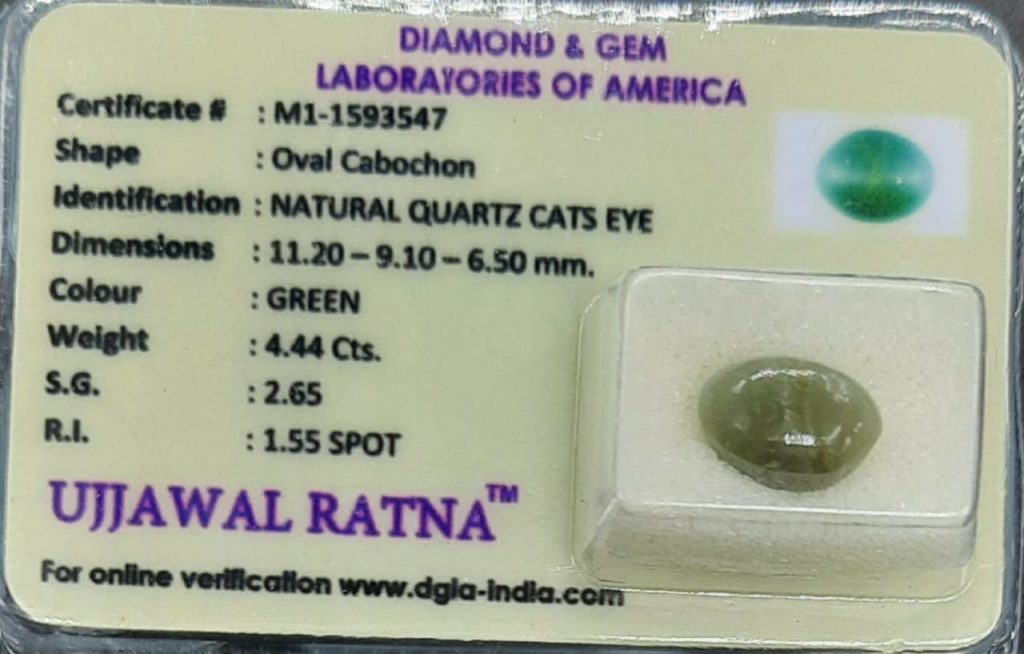 DIAMOND & GEM
LABORAYORIES OF AMERICA
Certificate # : M1-1593547
Shape : Oval Cabochon
Identification : NATURAL QUARTZ CATS EYE
Dimensions : 11.20 – 9.10 – 6.50 mm.
Colour : GREEN
Weight : 4.44 Cts.
S.G. : 2.65
R.I. : 1.55 SPOT
UJJAWAL RATNA™
For online verification www.dgla-india.com